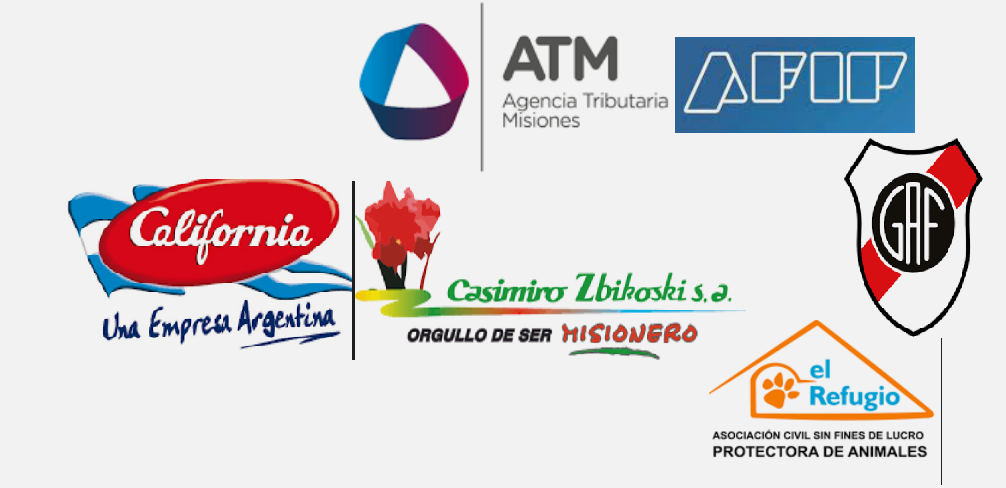 ATM
Agencia Tributaria
Misiones
AFIP
GAF
California
Una Empresa Argentina
Casimiro Zbikoski s.a.
ORGULLO DE SER MISIONERO
el
Refugio
ASOCIACIÓN CIVIL SIN FINES DE LUCRO
PROTECTORA DE ANIMALES